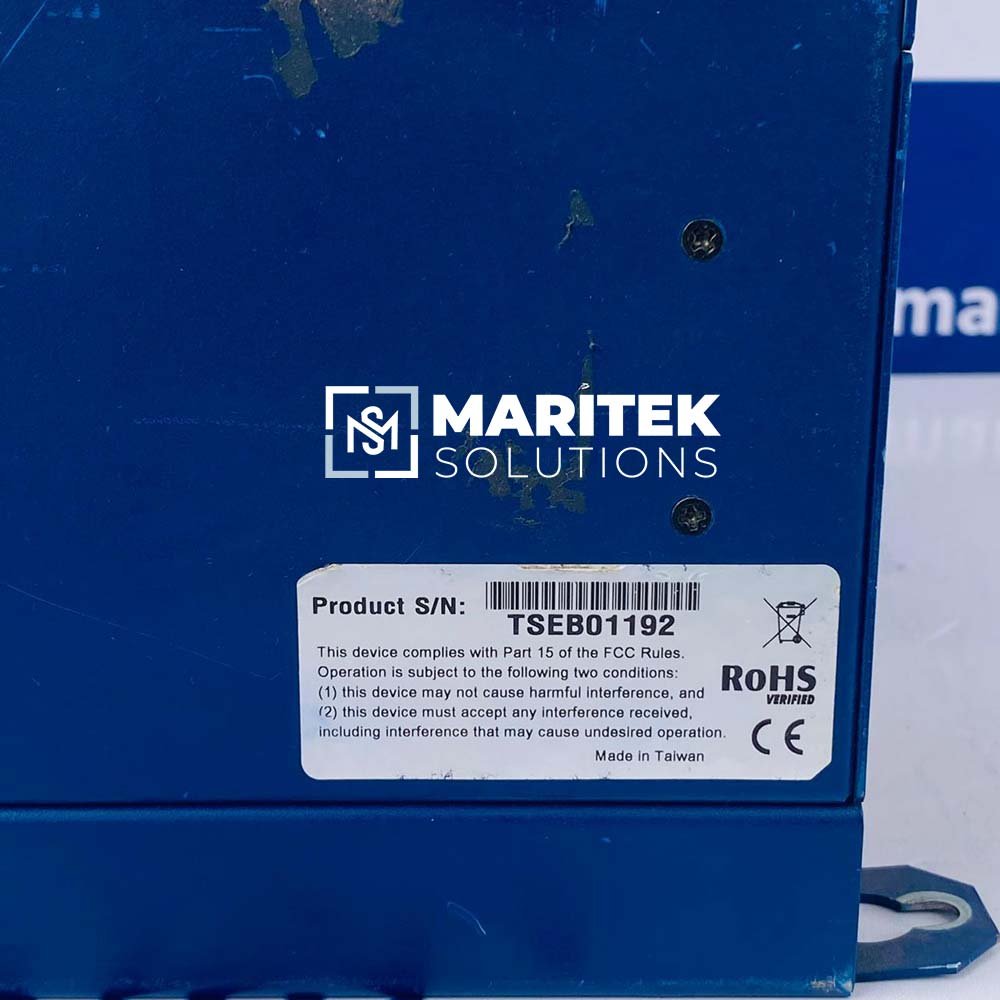 ma
MS
MARITEK
SOLUTIONS
Product S/N:
TSEB01192
This device complies with Part 15 of the FCC Rules.
Operation is subject to the following two conditions:
(1) this device may not cause harmful interference, and
(2) this device must accept any interference received,
including interference that may cause undesired operation.
Made in Taiwan
RoHS
VERIFIED
CE